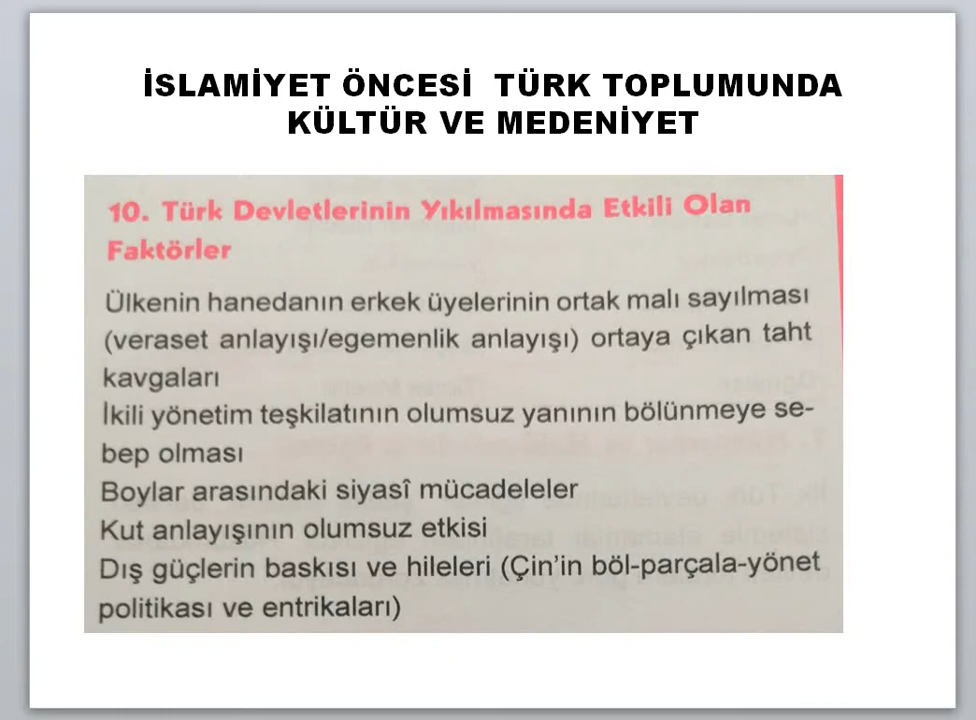 İSLAMİYET ÖNCESİ TÜRK TOPLUMUNDA
KÜLTÜR VE MEDENİYET
10. Türk Devletlerinin Yıkılmasında Etkili Olan
Faktörler
Ülkenin hanedanın erkek üyelerinin ortak malı sayılması
(veraset anlayışı/egemenlik anlayışı) ortaya çıkan taht
kavgaları
İkili yönetim teşkilatının olumsuz yanının bölünmeye se-
bep olması
Boylar arasındaki siyasî mücadeleler
Kut anlayışının olumsuz etkisi
Dış güçlerin baskısı ve hileleri (Çin'in böl-parçala-yönet
politikası ve entrikaları)